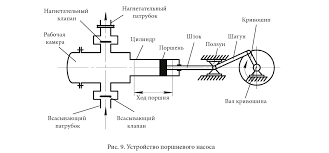 Нагнетательный
клапан
Нагнетательный
патрубок
Рабочая
камера
Цилиндр
Поршень
Шток
Ползун
Шатун
Кривошип
Ход поршня
Вал кривошипа
Всасывающий
патрубок
Всасывающий
клапан
Рис. 9. Устройство поршневого насоса